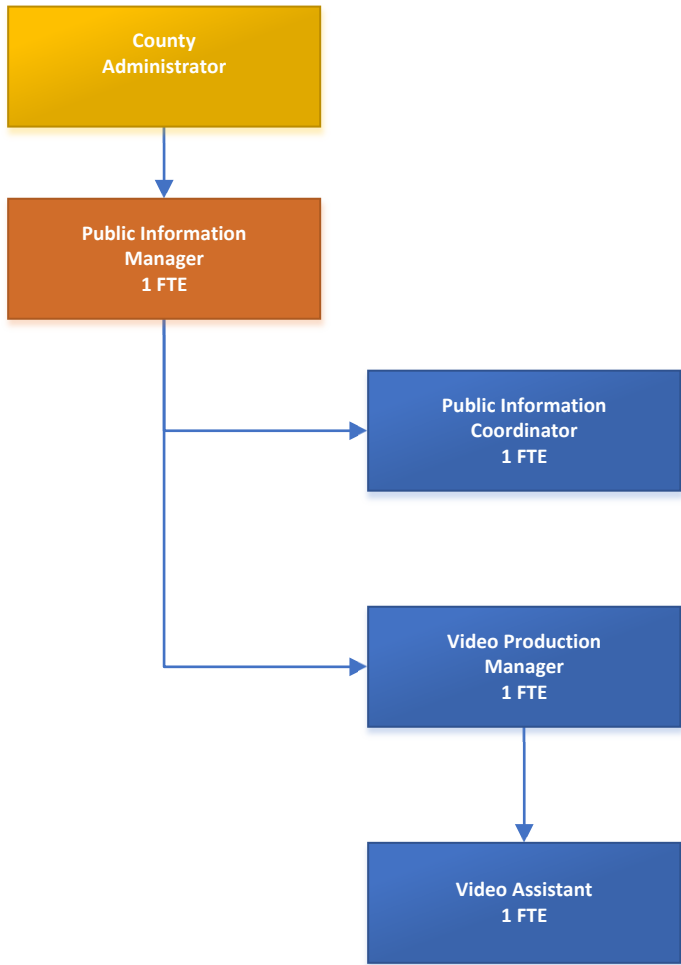 County
Administrator
Public Information
Manager
1 FTE
Public Information
Coordinator
1 FTE
Video Production
Manager
1 FTE
Video Assistant
1 FTE